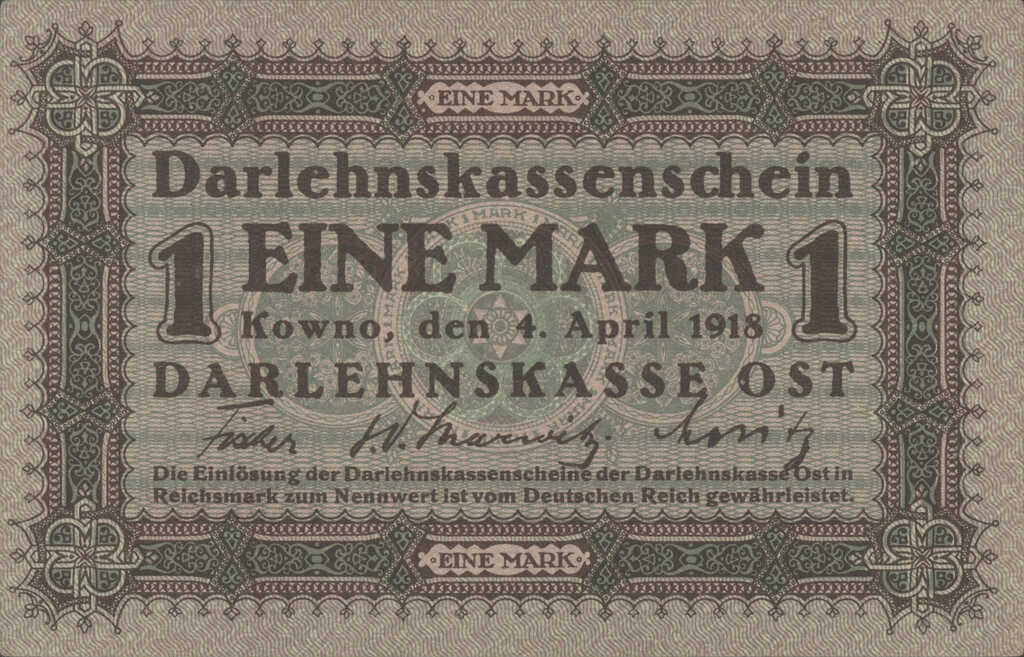 EINE MARK
Darlehnskassenschein
1 EINE MARK 1
Kowno, den 4. April 1918
DARLEHNSKASSE OST
Fischer
Die Einlösung der Darlehnskassenscheine der Darlehnskasse Ost in
Reichsmark zum Nennwert ist vom Deutschen Reich gewährleistet.
EINE MARK